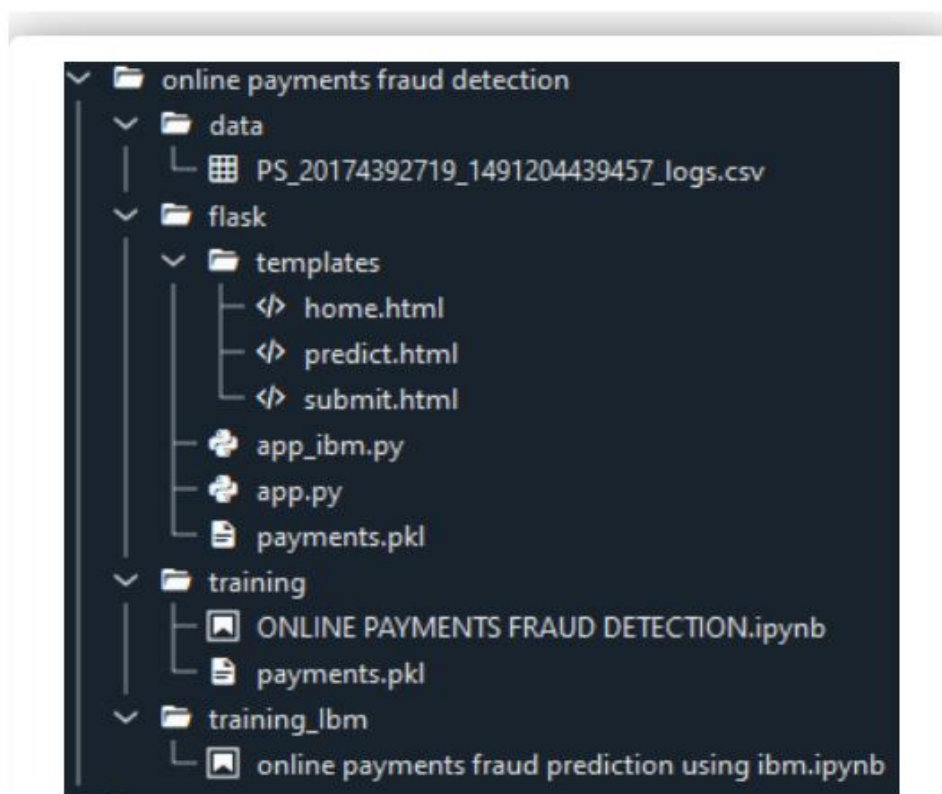 online payments fraud detection
data
PS_20174392719_1491204439457_logs.csv
flask
templates
home.html
predict.html
submit.html
app_ibm.py
app.py
payments.pkl
training
ONLINE PAYMENTS FRAUD DETECTION.ipynb
payments.pkl
training_lbm
online payments fraud prediction using ibm.ipynb